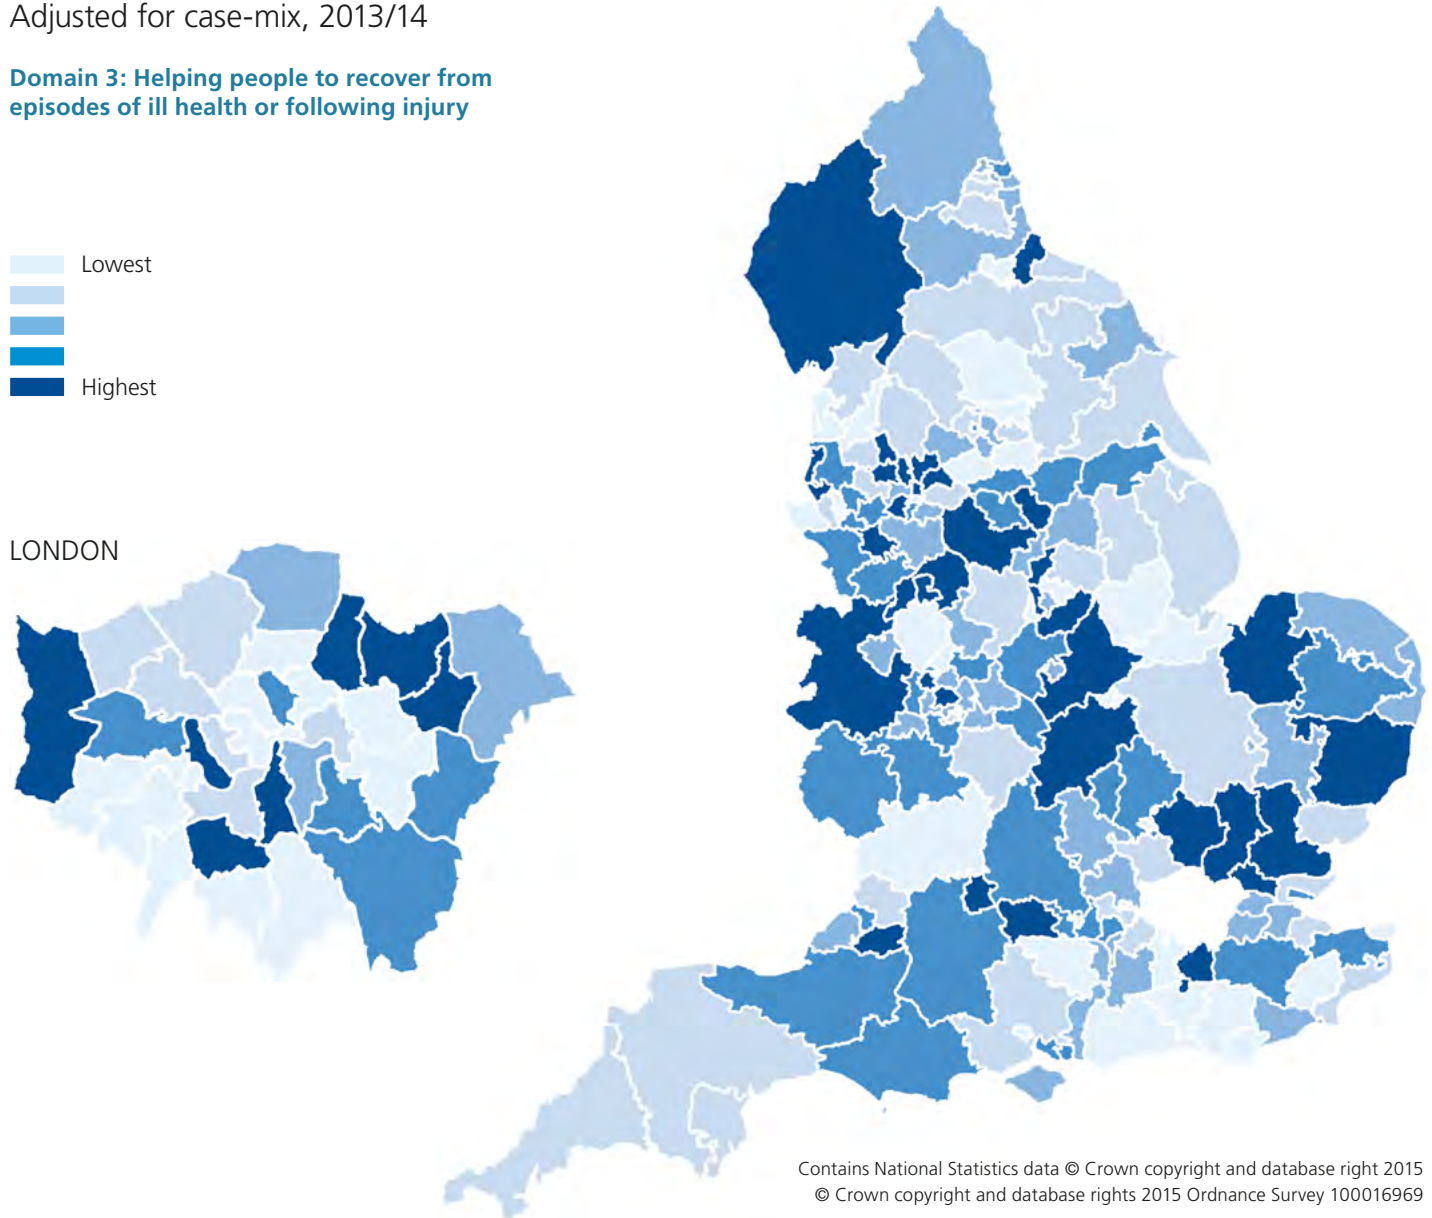 Adjusted for case-mix, 2013/14
Domain 3: Helping people to recover from
episodes of ill health or following injury
Lowest
Highest
LONDON
Contains National Statistics data © Crown copyright and database right 2015
© Crown copyright and database rights 2015 Ordnance Survey 100016969